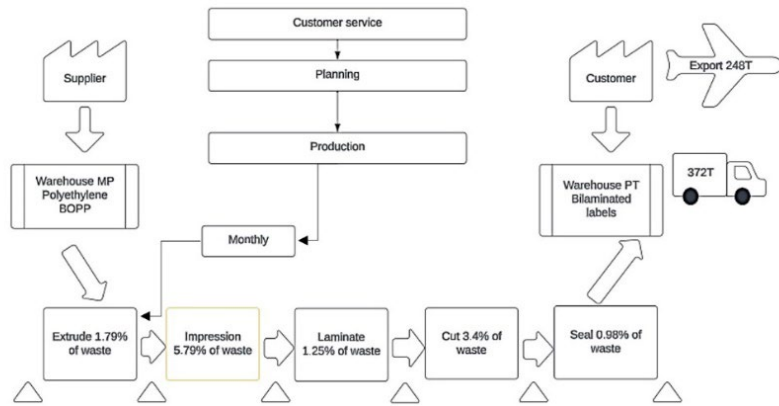 Customer service
Planning
Production
Monthly
Supplier
Warehouse MP
Polyethylene
BOPP
Customer
Export 248T
Warehouse PT
Bilaminated
labels
372T
Extrude 1.79%
of waste
Impression
5.79% of waste
Laminate
1.25% of waste
Cut 3.4% of
waste
Seal 0.98% of
waste